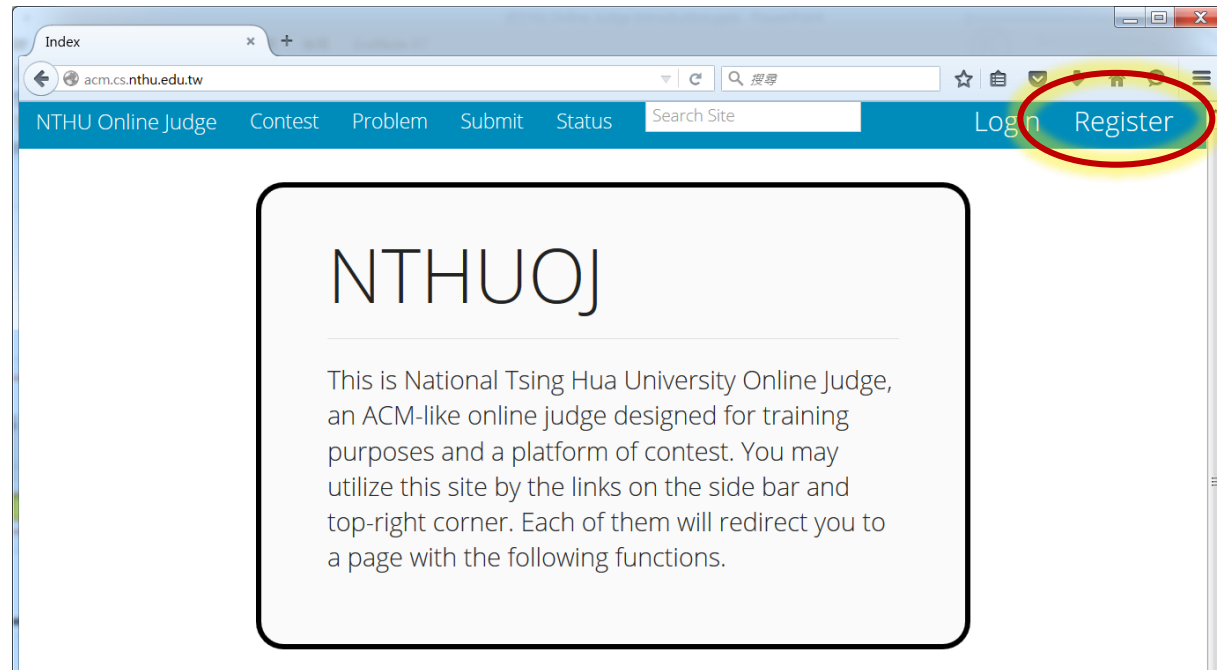 Index
acm.cs.nthu.edu.tw
搜尋
NTHU Online Judge Contest Problem Submit Status Search Site Login Register
NTHUOJ
This is National Tsing Hua University Online Judge,
an ACM-like online judge designed for training
purposes and a platform of contest. You may
utilize this site by the links on the side bar and
top-right corner. Each of them will redirect you to
a page with the following functions.